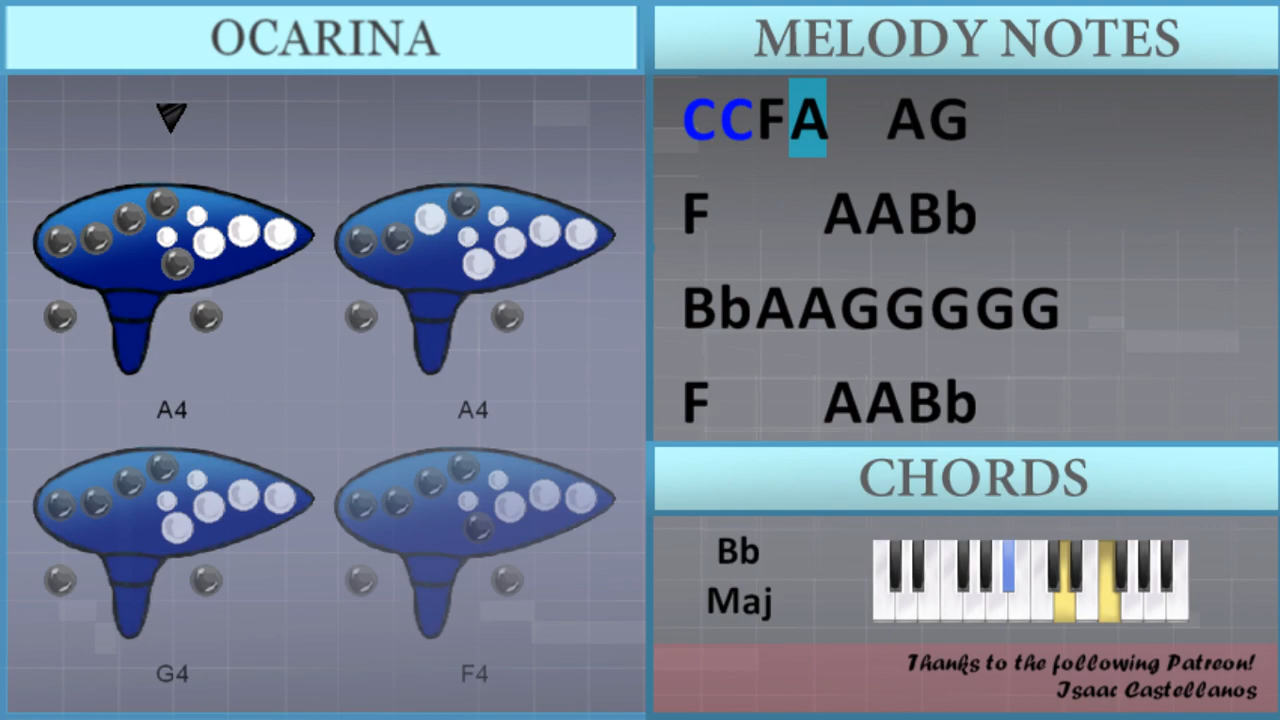 OCARINA
A4
A4
G4
F4
MELODY NOTES
CCFA AG
F AABb
BbAAGGGGG
F AABb
CHORDS
Bb
Maj
Thanks to the following Patreon!
Isaac Castellanos